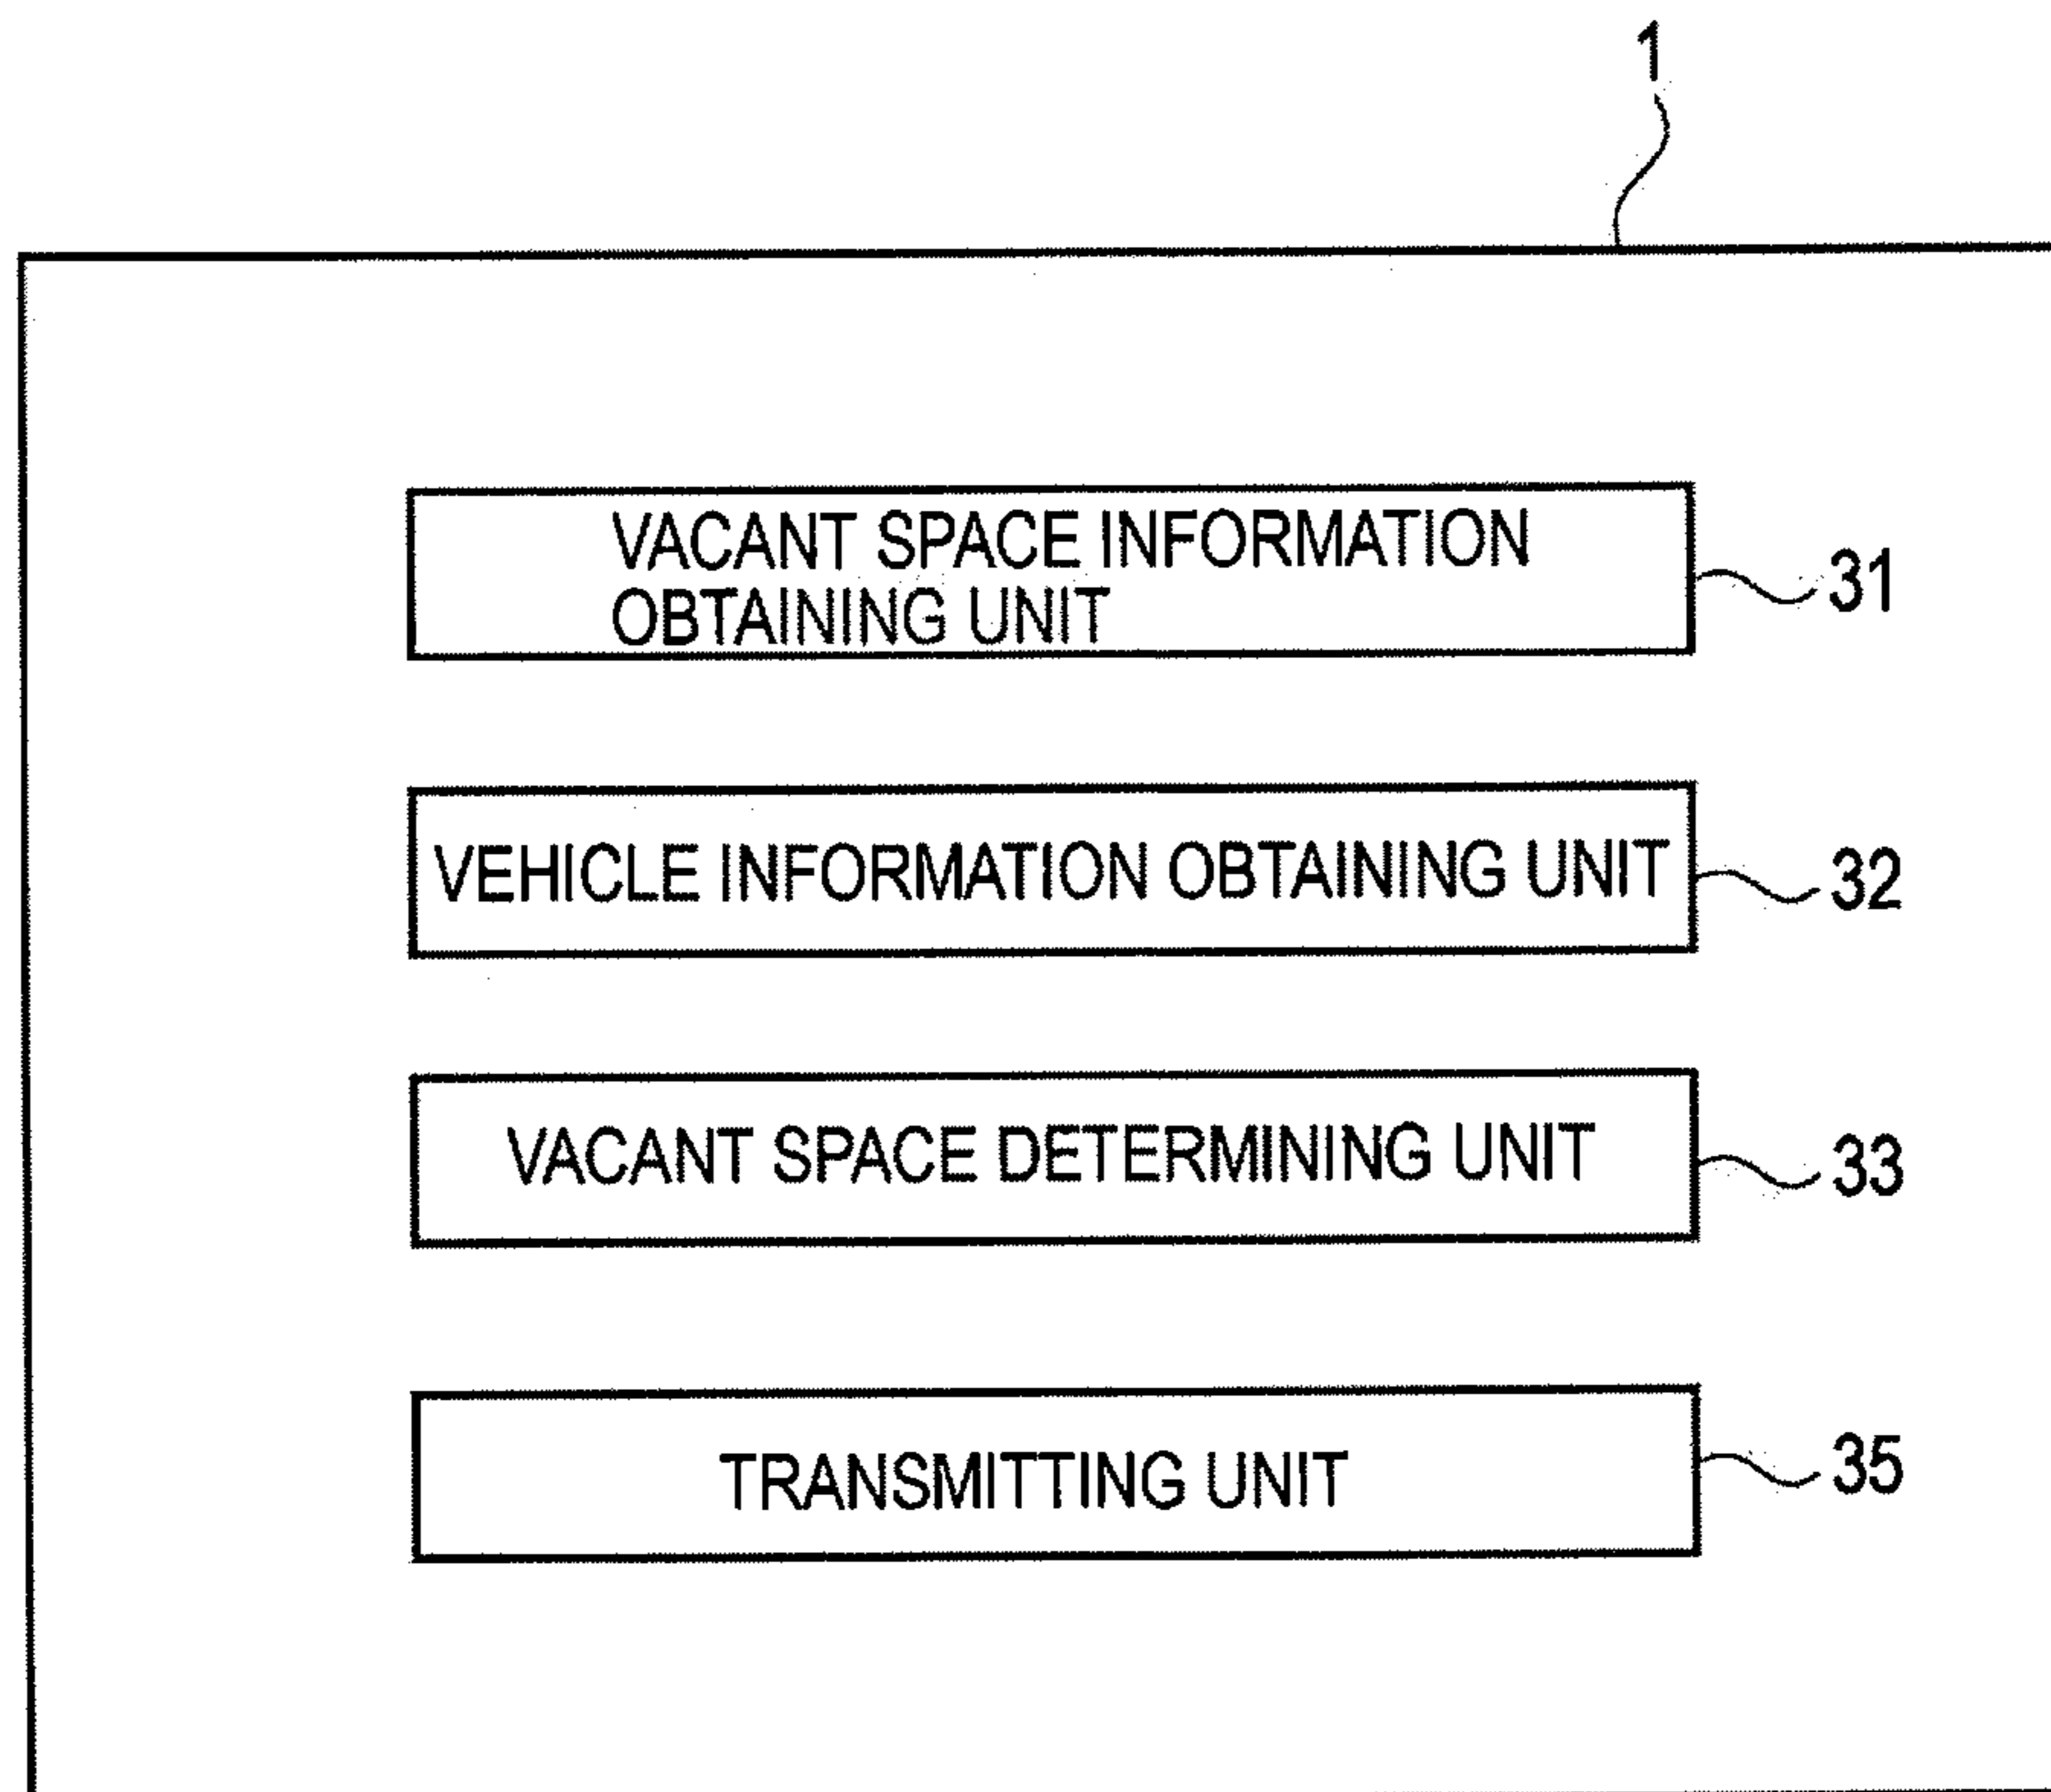 1
VACANT SPACE INFORMATION
OBTAINING UNIT
31
VEHICLE INFORMATION OBTAINING UNIT
32
VACANT SPACE DETERMINING UNIT
33
TRANSMITTING UNIT
35